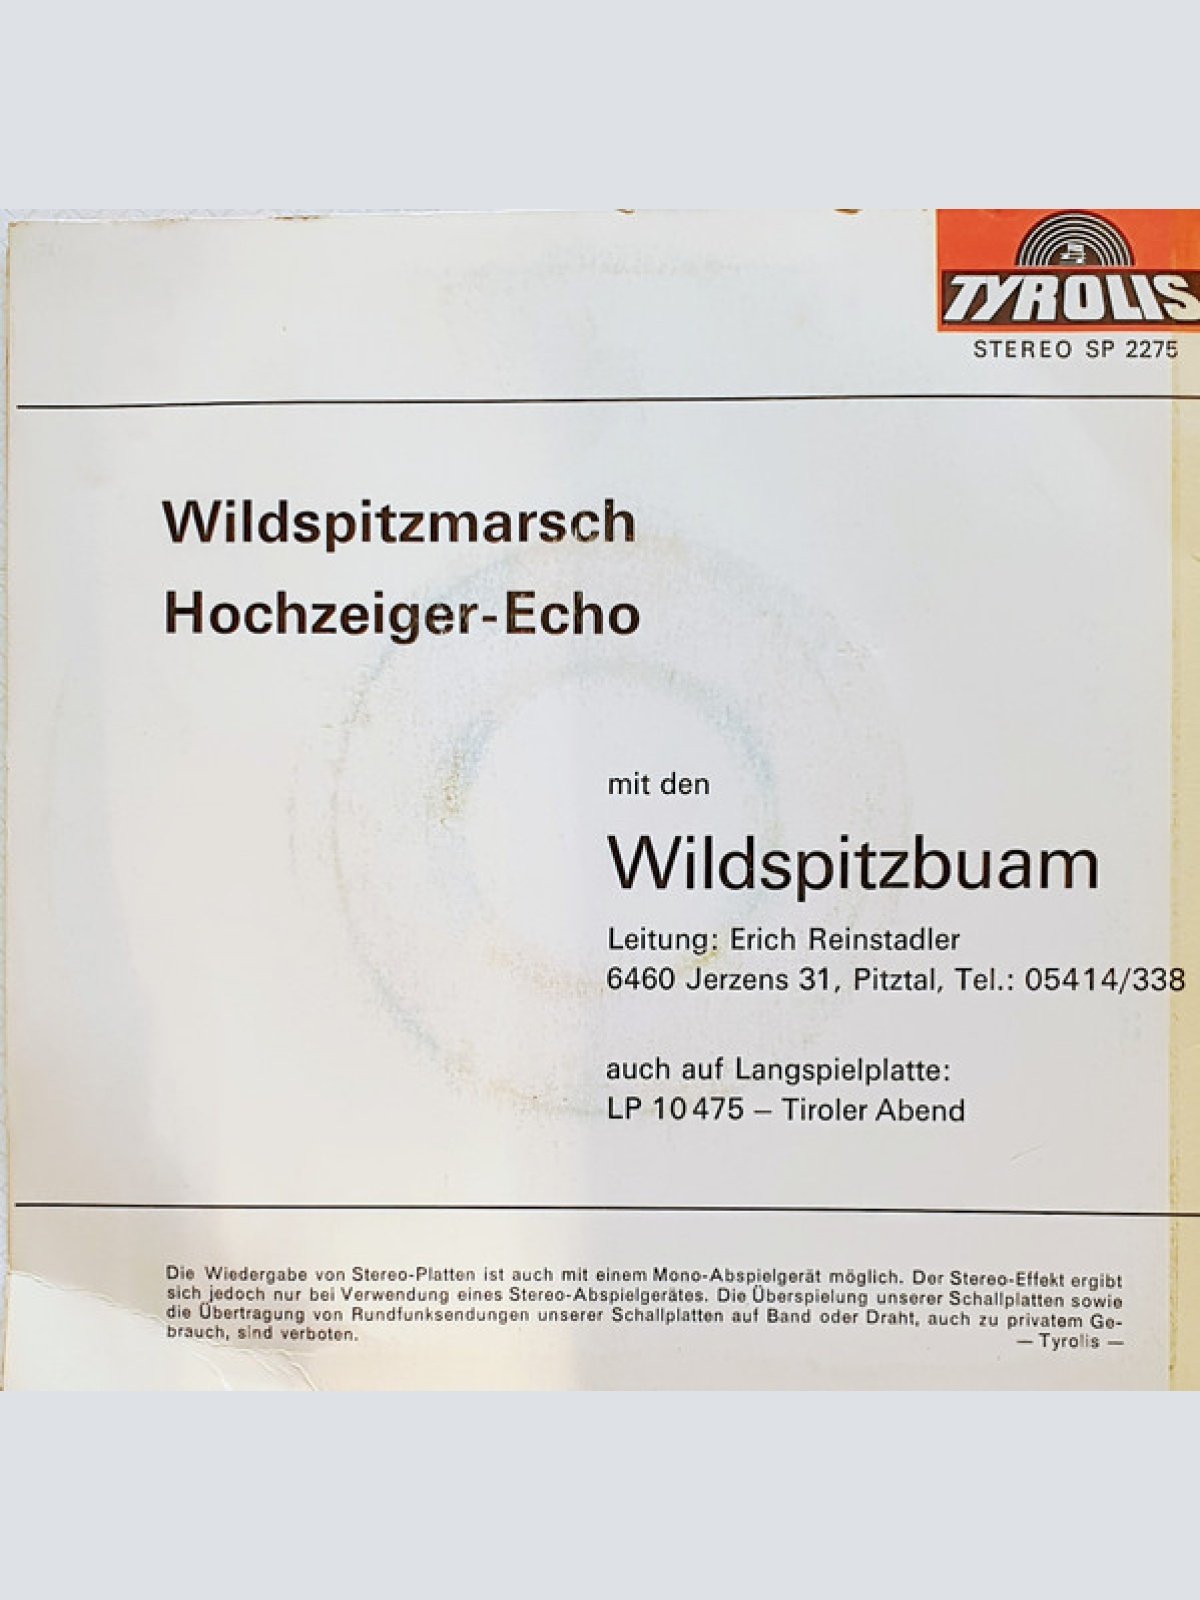 TYROLIS
STEREO SP 2275
Wildspitzmarsch
Hochzeiger-Echo
mit den
Wildspitzbuam
Leitung: Erich Reinstadler
6460 Jerzens 31, Pitztal, Tel.: 05414/338
auch auf Langspielplatte:
LP 10 475 – Tiroler Abend
Die Wiedergabe von Stereo-Platten ist auch mit einem Mono-Abspielgerät möglich. Der Stereo-Effekt ergibt
sich jedoch nur bei Verwendung eines Stereo-Abspielgerätes. Die Überspielung unserer Schallplatten sowie
die Übertragung von Rundfunksendungen unserer Schallplatten auf Band oder Draht, auch zu privatem Ge-
brauch, sind verboten.
— Tyrolis —